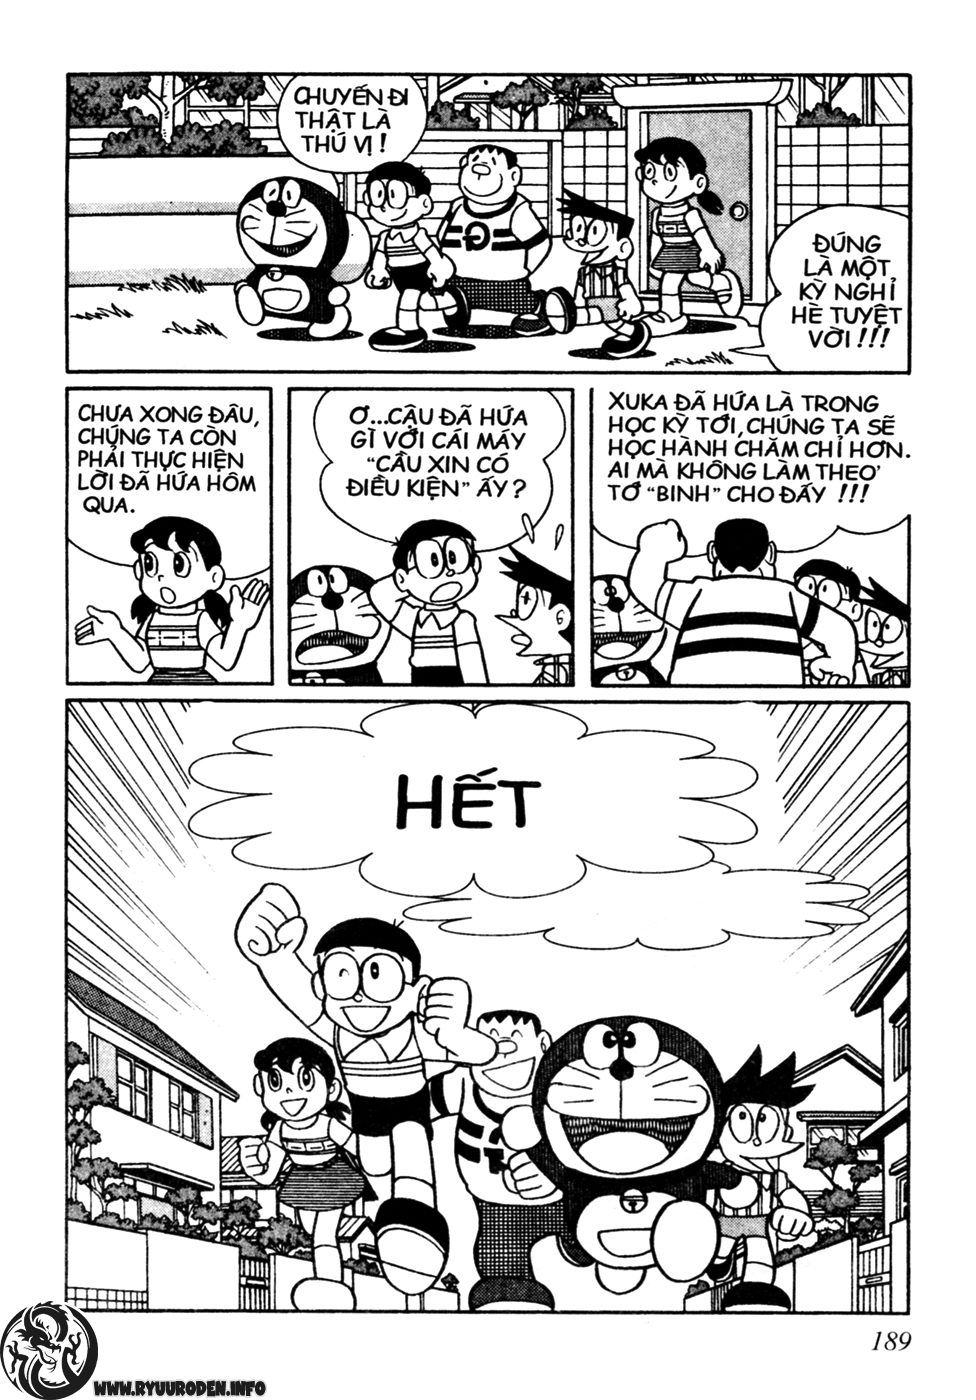 CHUYẾN ĐI
THẬT LÀ
THÚ VỊ!
ĐÚNG
LÀ MỘT
KỲ NGHỈ
HÈ TUYỆT
VỜI!!!
CHƯA XONG ĐÂU,
CHÚNG TA CÒN
PHẢI THỰC HIỆN
LỜI ĐÃ HỨA HÔM
QUA.
Ơ...CẬU ĐÃ HỨA
GÌ VỚI CÁI MÁY
"CẦU XIN CÓ
ĐIỀU KIỆN" ẤY?
XUKA ĐÃ HỨA LÀ TRONG
HỌC KỲ TỚI, CHÚNG TA SẼ
HỌC HÀNH CHĂM CHỈ HƠN.
AI MÀ KHÔNG LÀM THEO
TỚ "BINH" CHO ĐẤY !!!
HẾT
189
WWW.RYUURODEN.INFO